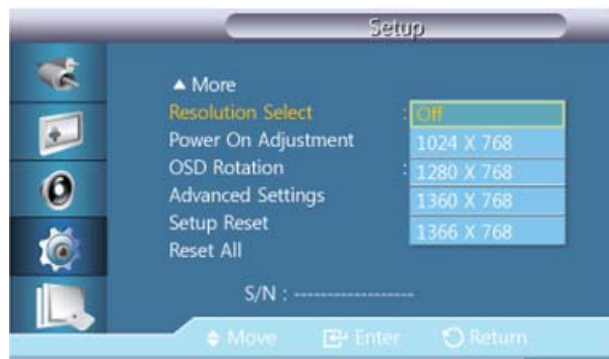 Setup
▲ More
Resolution Select : Off
Power On Adjustment 1024 X 768
OSD Rotation : 1280 X 768
Advanced Settings 1360 X 768
Setup Reset 1366 X 768
Reset All
S/N : ------------------
Move Enter Return